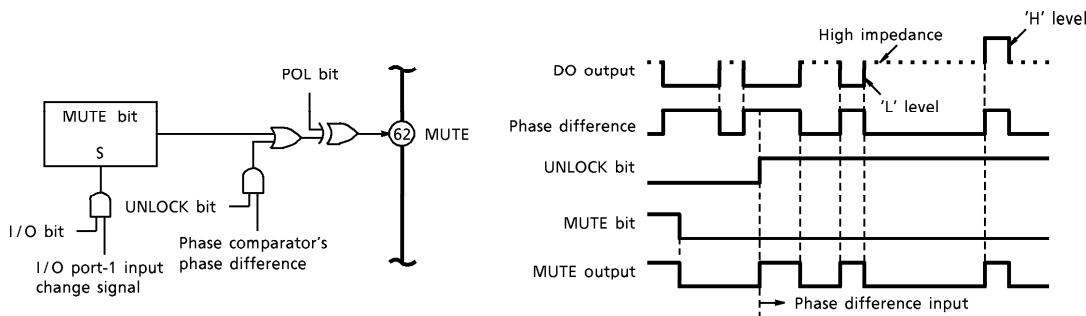 POL bit
MUTE bit
S
62
MUTE
UNLOCK bit
I/O bit
Phase comparator's
phase difference
I/O port-1 input
change signal
'H' level
High impedance
DO output
'L' level
Phase difference
UNLOCK bit
MUTE bit
MUTE output
Phase difference input